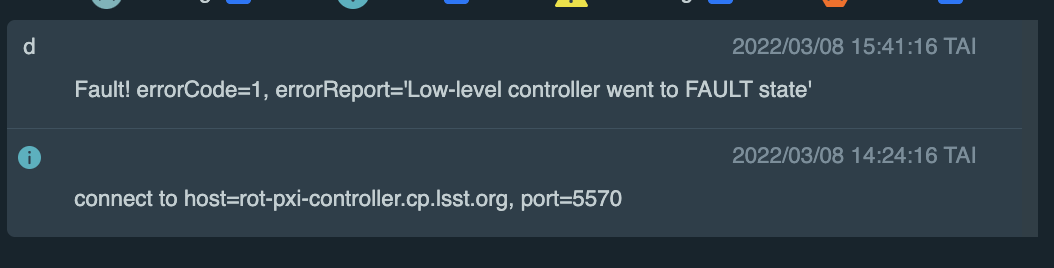 d 2022/03/08 15:41:16 TAI
Fault! errorCode=1, errorReport='Low-level controller went to FAULT state'
2022/03/08 14:24:16 TAI
connect to host=rot-pxi-controller.cp.lsst.org, port=5570